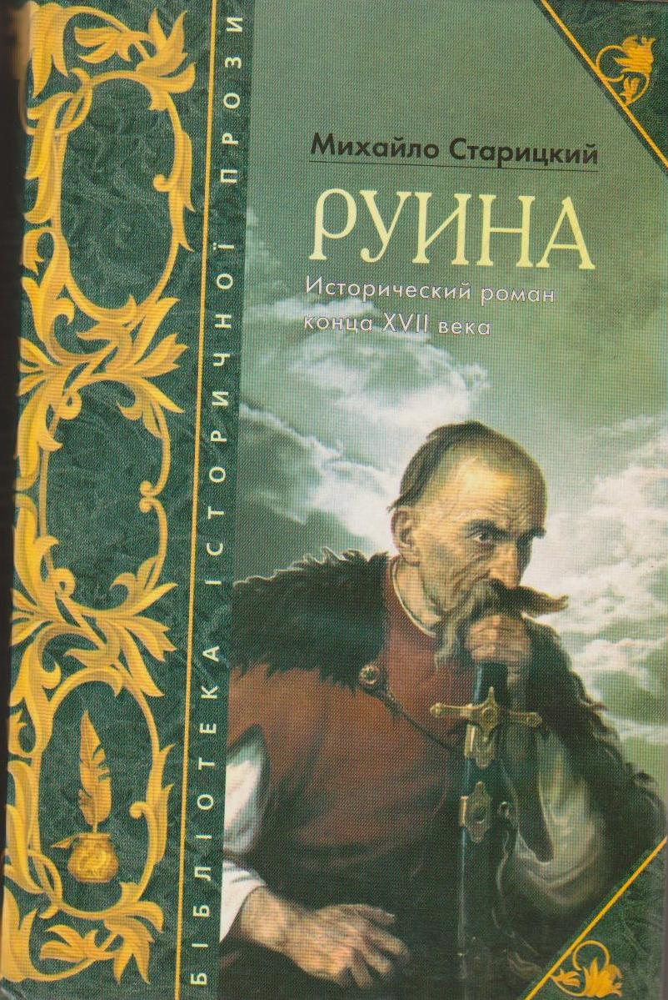 Михайло Старицкий
РУИНА
Исторический роман
конца XVII века
БІБЛІОТЕКА ІСТОРИЧНОЇ ПРОЗИ